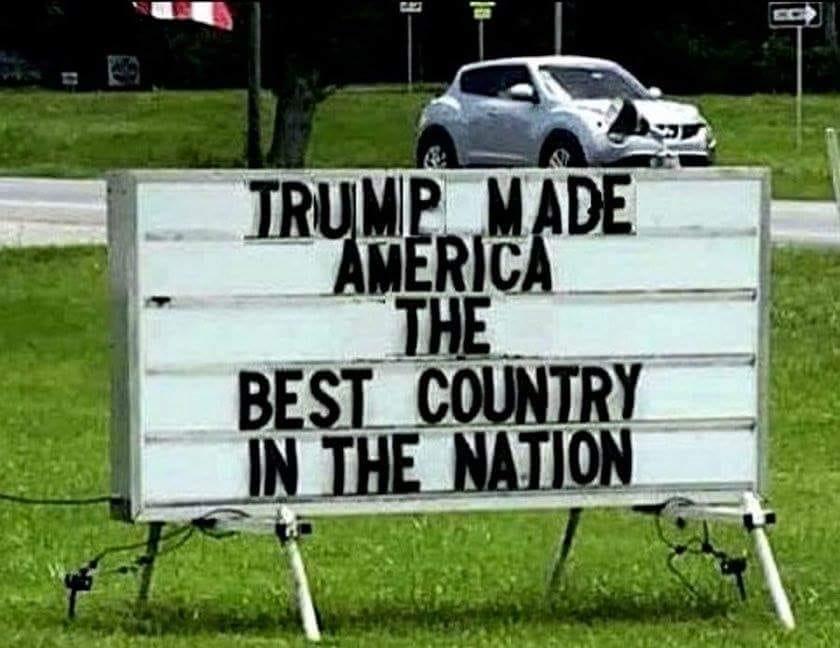 TRUMP MADE
AMERICA
THE
BEST COUNTRY
IN THE NATION